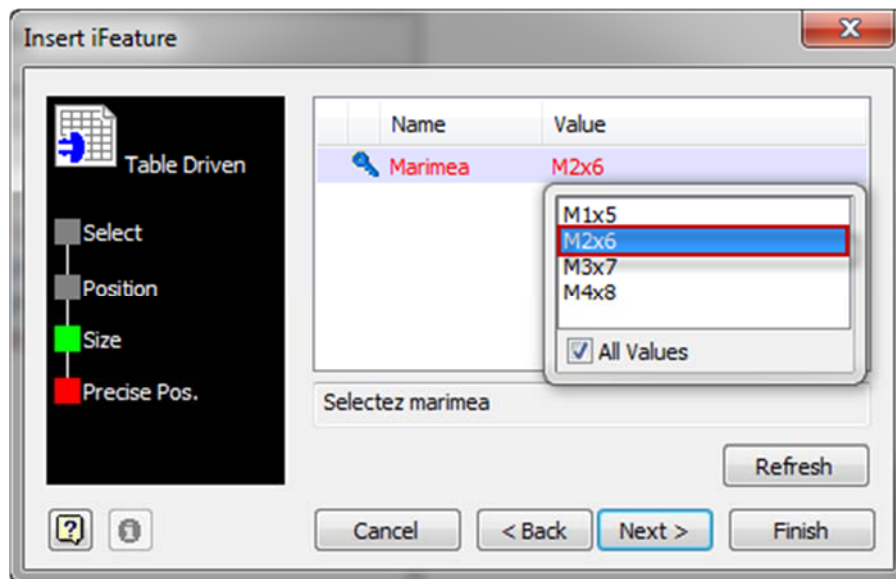 Insert iFeature
Table Driven
Select
Position
Size
Precise Pos.
Name Value
Marimea M2x6
M1x5
M2x6
M3x7
M4x8
All Values
Selectez marimea
Refresh
Cancel < Back Next > Finish